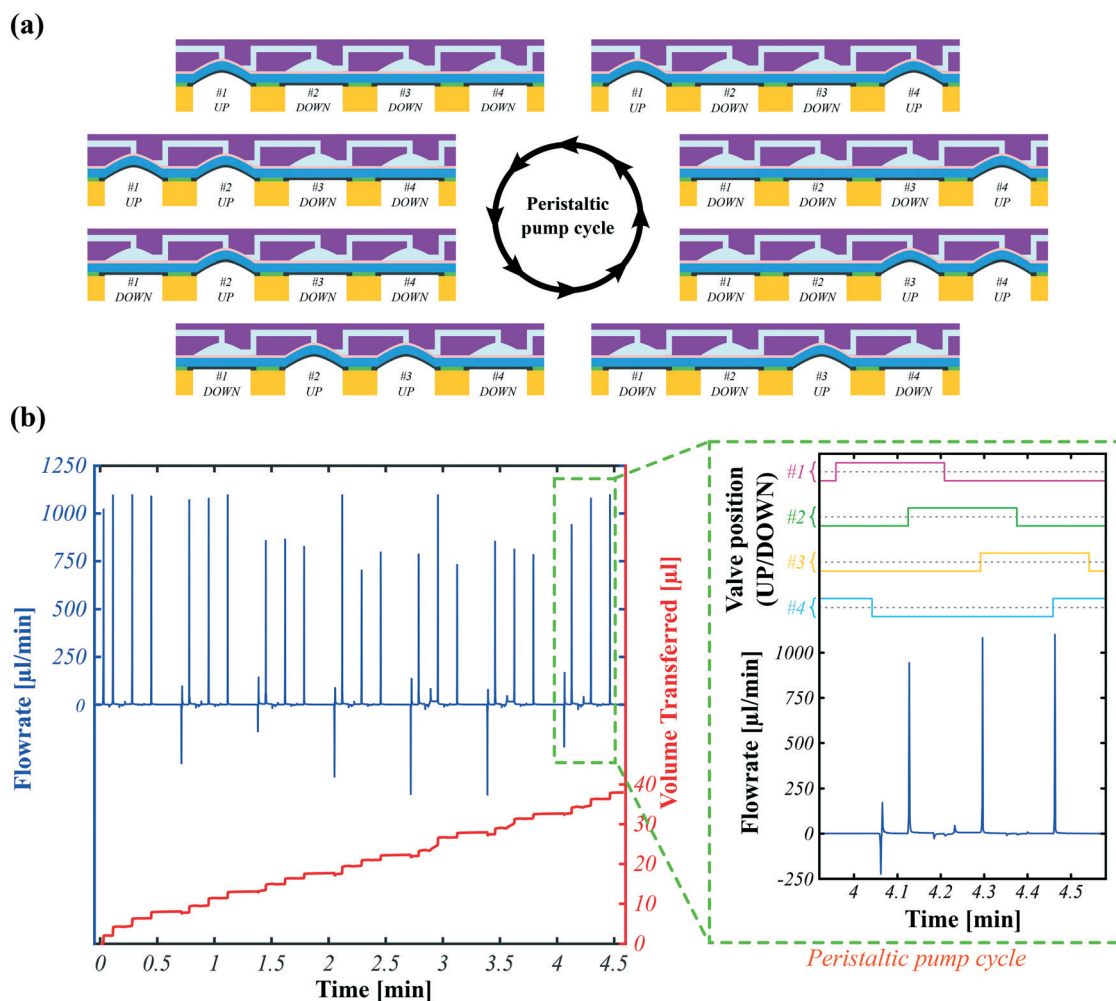 (a)
#1 #2 #3 #4
UP DOWN DOWN DOWN
#1 #2 #3 #4
UP DOWN DOWN UP
#1 #2 #3 #4
UP UP DOWN DOWN
#1 #2 #3 #4
DOWN DOWN DOWN UP
Peristaltic
pump cycle
#1 #2 #3 #4
DOWN UP DOWN DOWN
#1 #2 #3 #4
DOWN DOWN UP UP
#1 #2 #3 #4
DOWN UP UP DOWN
#1 #2 #3 #4
DOWN DOWN UP DOWN
(b)
Flowrate [µl/min]
1250
1000
750
500
250
0
Volume Transferred [µl]
40
30
20
10
0
0 0.5 1 1.5 2 2.5 3 3.5 4 4.5
Time [min]
Valve position
(UP/DOWN)
#1{
#2{
#3{
#4{
Flowrate [µl/min]
1000
750
500
250
0
-250
4 4.1 4.2 4.3 4.4 4.5
Time [min]
Peristaltic pump cycle